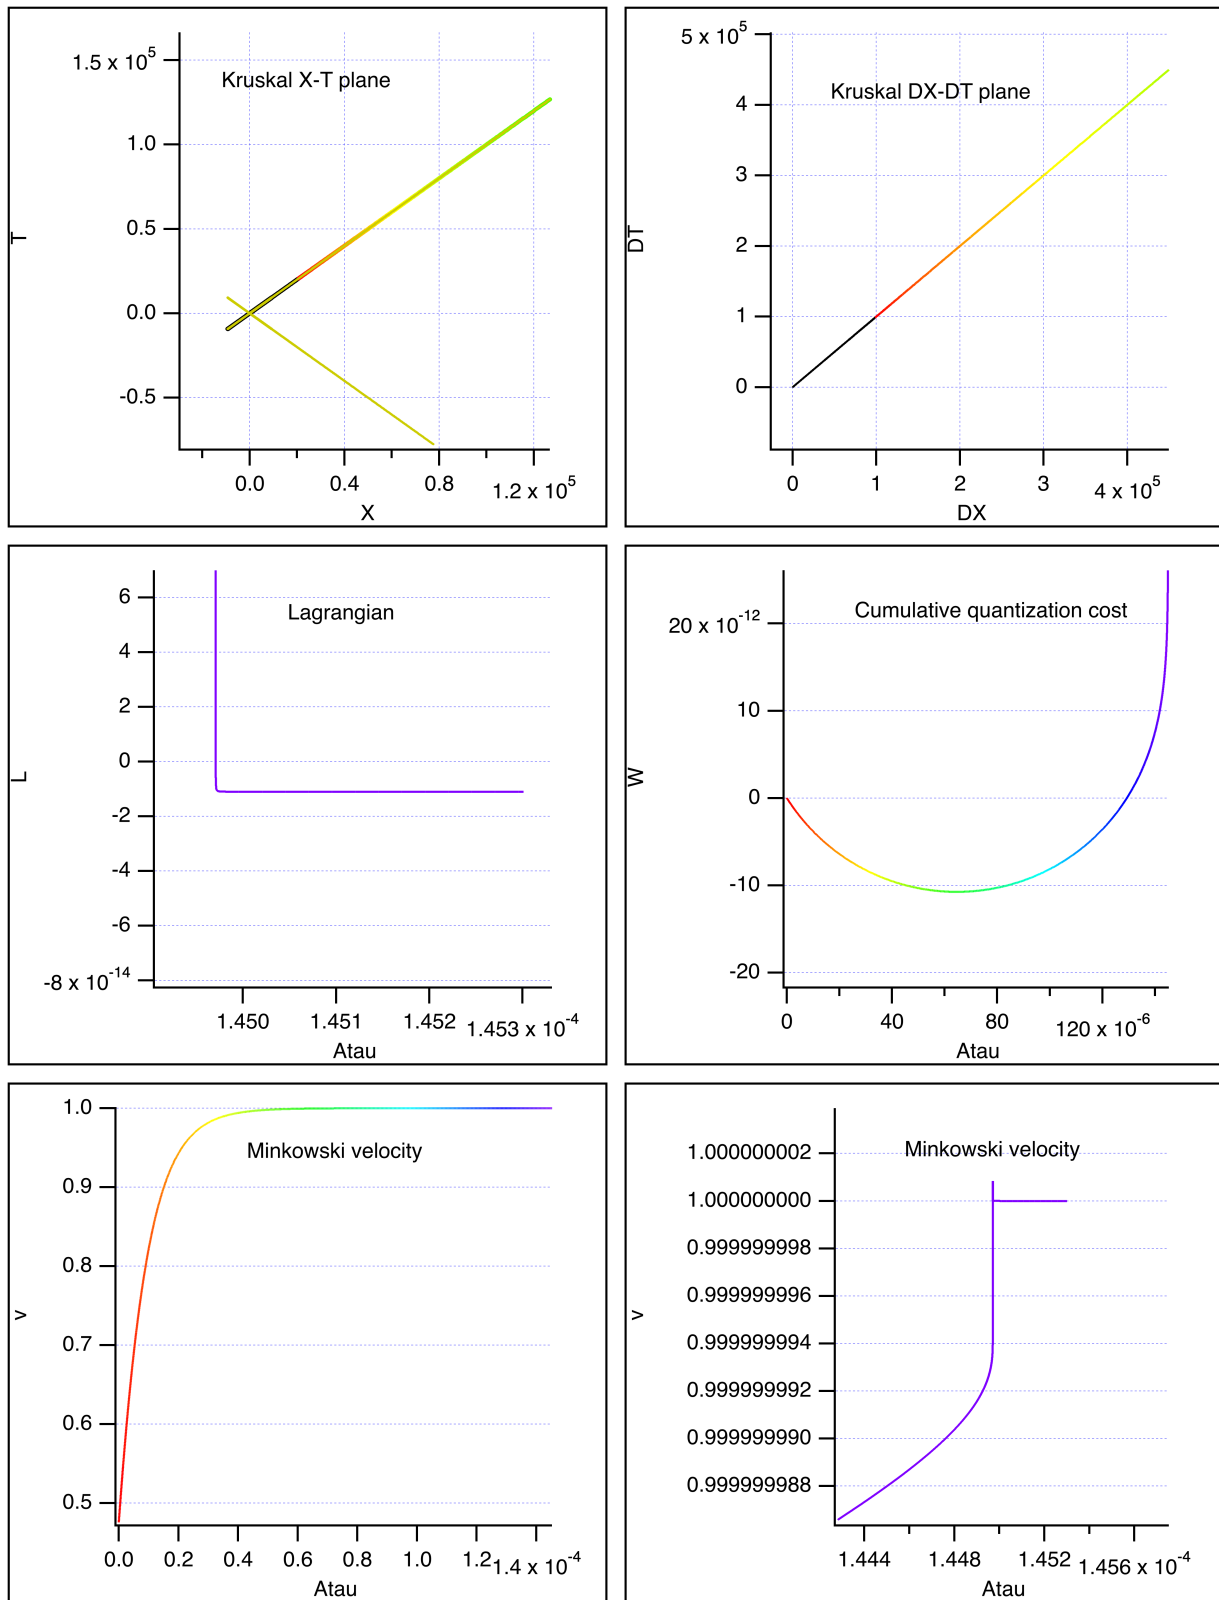 1.5 x 10^5
Kruskal X-T plane
1.0
0.5
0.0
-0.5
T
0.0
0.4
0.8
1.2 x 10^5
X
5 x 10^5
Kruskal DX-DT plane
4
3
2
1
0
DT
0
1
2
3
4 x 10^5
DX
6
Lagrangian
4
2
0
-2
-4
-6
-8 x 10^-14
L
1.450
1.451
1.452
1.453 x 10^-4
Atau
20 x 10^-12
Cumulative quantization cost
10
0
-10
-20
W
0
40
80
120 x 10^-6
Atau
1.0
Minkowski velocity
0.9
0.8
0.7
0.6
0.5
v
0.0
0.2
0.4
0.6
0.8
1.0
1.2
1.4 x 10^-4
Atau
1.000000002
Minkowski velocity
1.000000000
0.999999998
0.999999996
0.999999994
0.999999992
0.999999990
0.999999988
v
1.444
1.448
1.452
1.456 x 10^-4
Atau